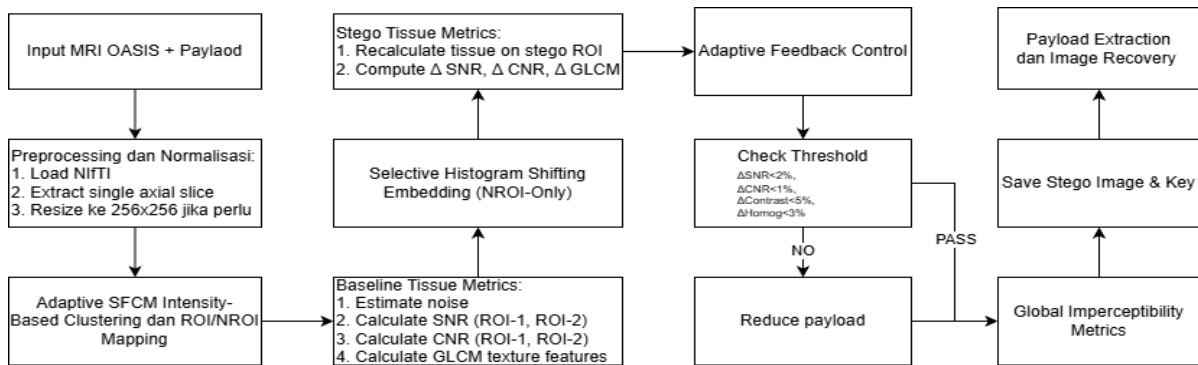 Input MRI OASIS + Paylaod
Preprocessing dan Normalisasi:
1. Load NIfTI
2. Extract single axial slice
3. Resize ke 256x256 jika perlu
Adaptive SFCM Intensity-
Based Clustering dan ROI/NROI
Mapping
Stego Tissue Metrics:
1. Recalculate tissue on stego ROI
2. Compute Δ SNR, Δ CNR, Δ GLCM
Selective Histogram Shifting
Embedding (NROI-Only)
Baseline Tissue Metrics:
1. Estimate noise
2. Calculate SNR (ROI-1, ROI-2)
3. Calculate CNR (ROI-1, ROI-2)
4. Calculate GLCM texture features
Adaptive Feedback Control
Check Threshold
ΔSNR<2%,
ΔCNR<1%,
ΔContrast<5%,
ΔHomog<3%
NO
PASS
Reduce payload
Payload Extraction
dan Image Recovery
Save Stego Image & Key
Global Imperceptibility
Metrics